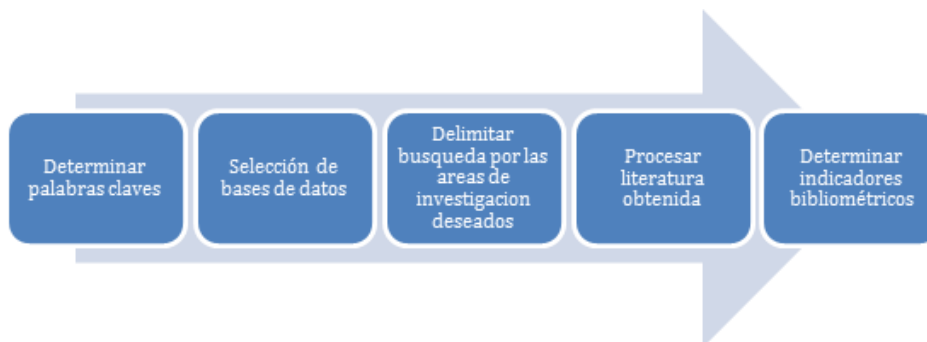 Determinar
palabras claves
Selección de
bases de datos
Delimitar
busqueda por las
areas de
investigacion
deseados
Procesar
literatura
obtenida
Determinar
indicadores
bibliométricos